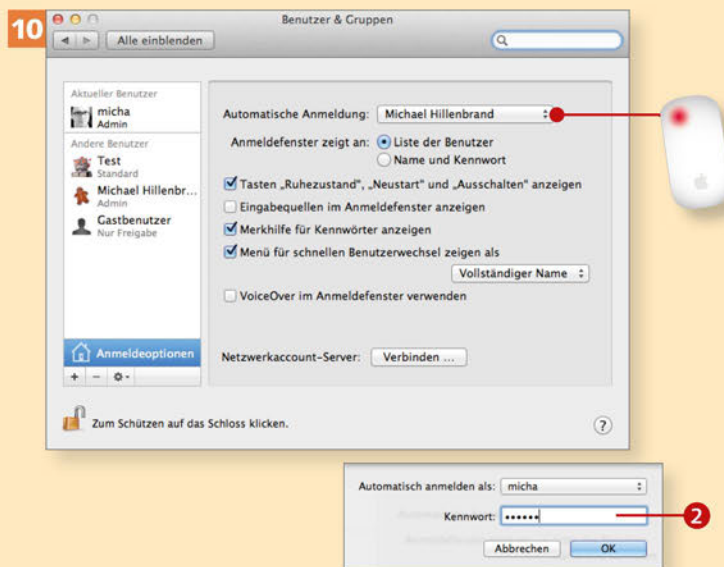 10
Benutzer & Gruppen
Alle einblenden
Aktueller Benutzer
micha
Admin
Andere Benutzer
Test
Standard
Michael Hillenbr...
Admin
Gastbenutzer
Nur Freigabe
Anmeldeoptionen
+ −
Automatische Anmeldung: Michael Hillenbrand
Anmeldefenster zeigt an: Liste der Benutzer
Name und Kennwort
Tasten „Ruhezustand“, „Neustart“ und „Ausschalten“ anzeigen
Eingabequellen im Anmeldefenster anzeigen
Merkhilfe für Kennwörter anzeigen
Menü für schnellen Benutzerwechsel zeigen als
Vollständiger Name
VoiceOver im Anmeldefenster verwenden
Netzwerkaccount-Server: Verbinden ...
Zum Schützen auf das Schloss klicken.
?
Automatisch anmelden als: micha
Kennwort: ••••••
2
Abbrechen OK